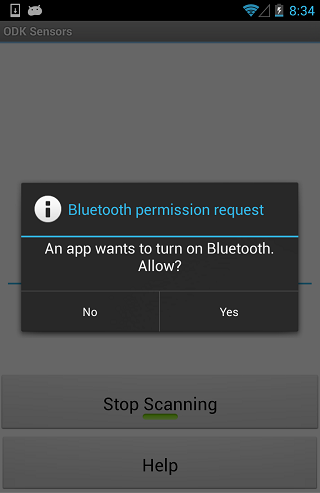 8:34
ODK Sensors
Bluetooth permission request
An app wants to turn on Bluetooth.
Allow?
No
Yes
Stop Scanning
Help